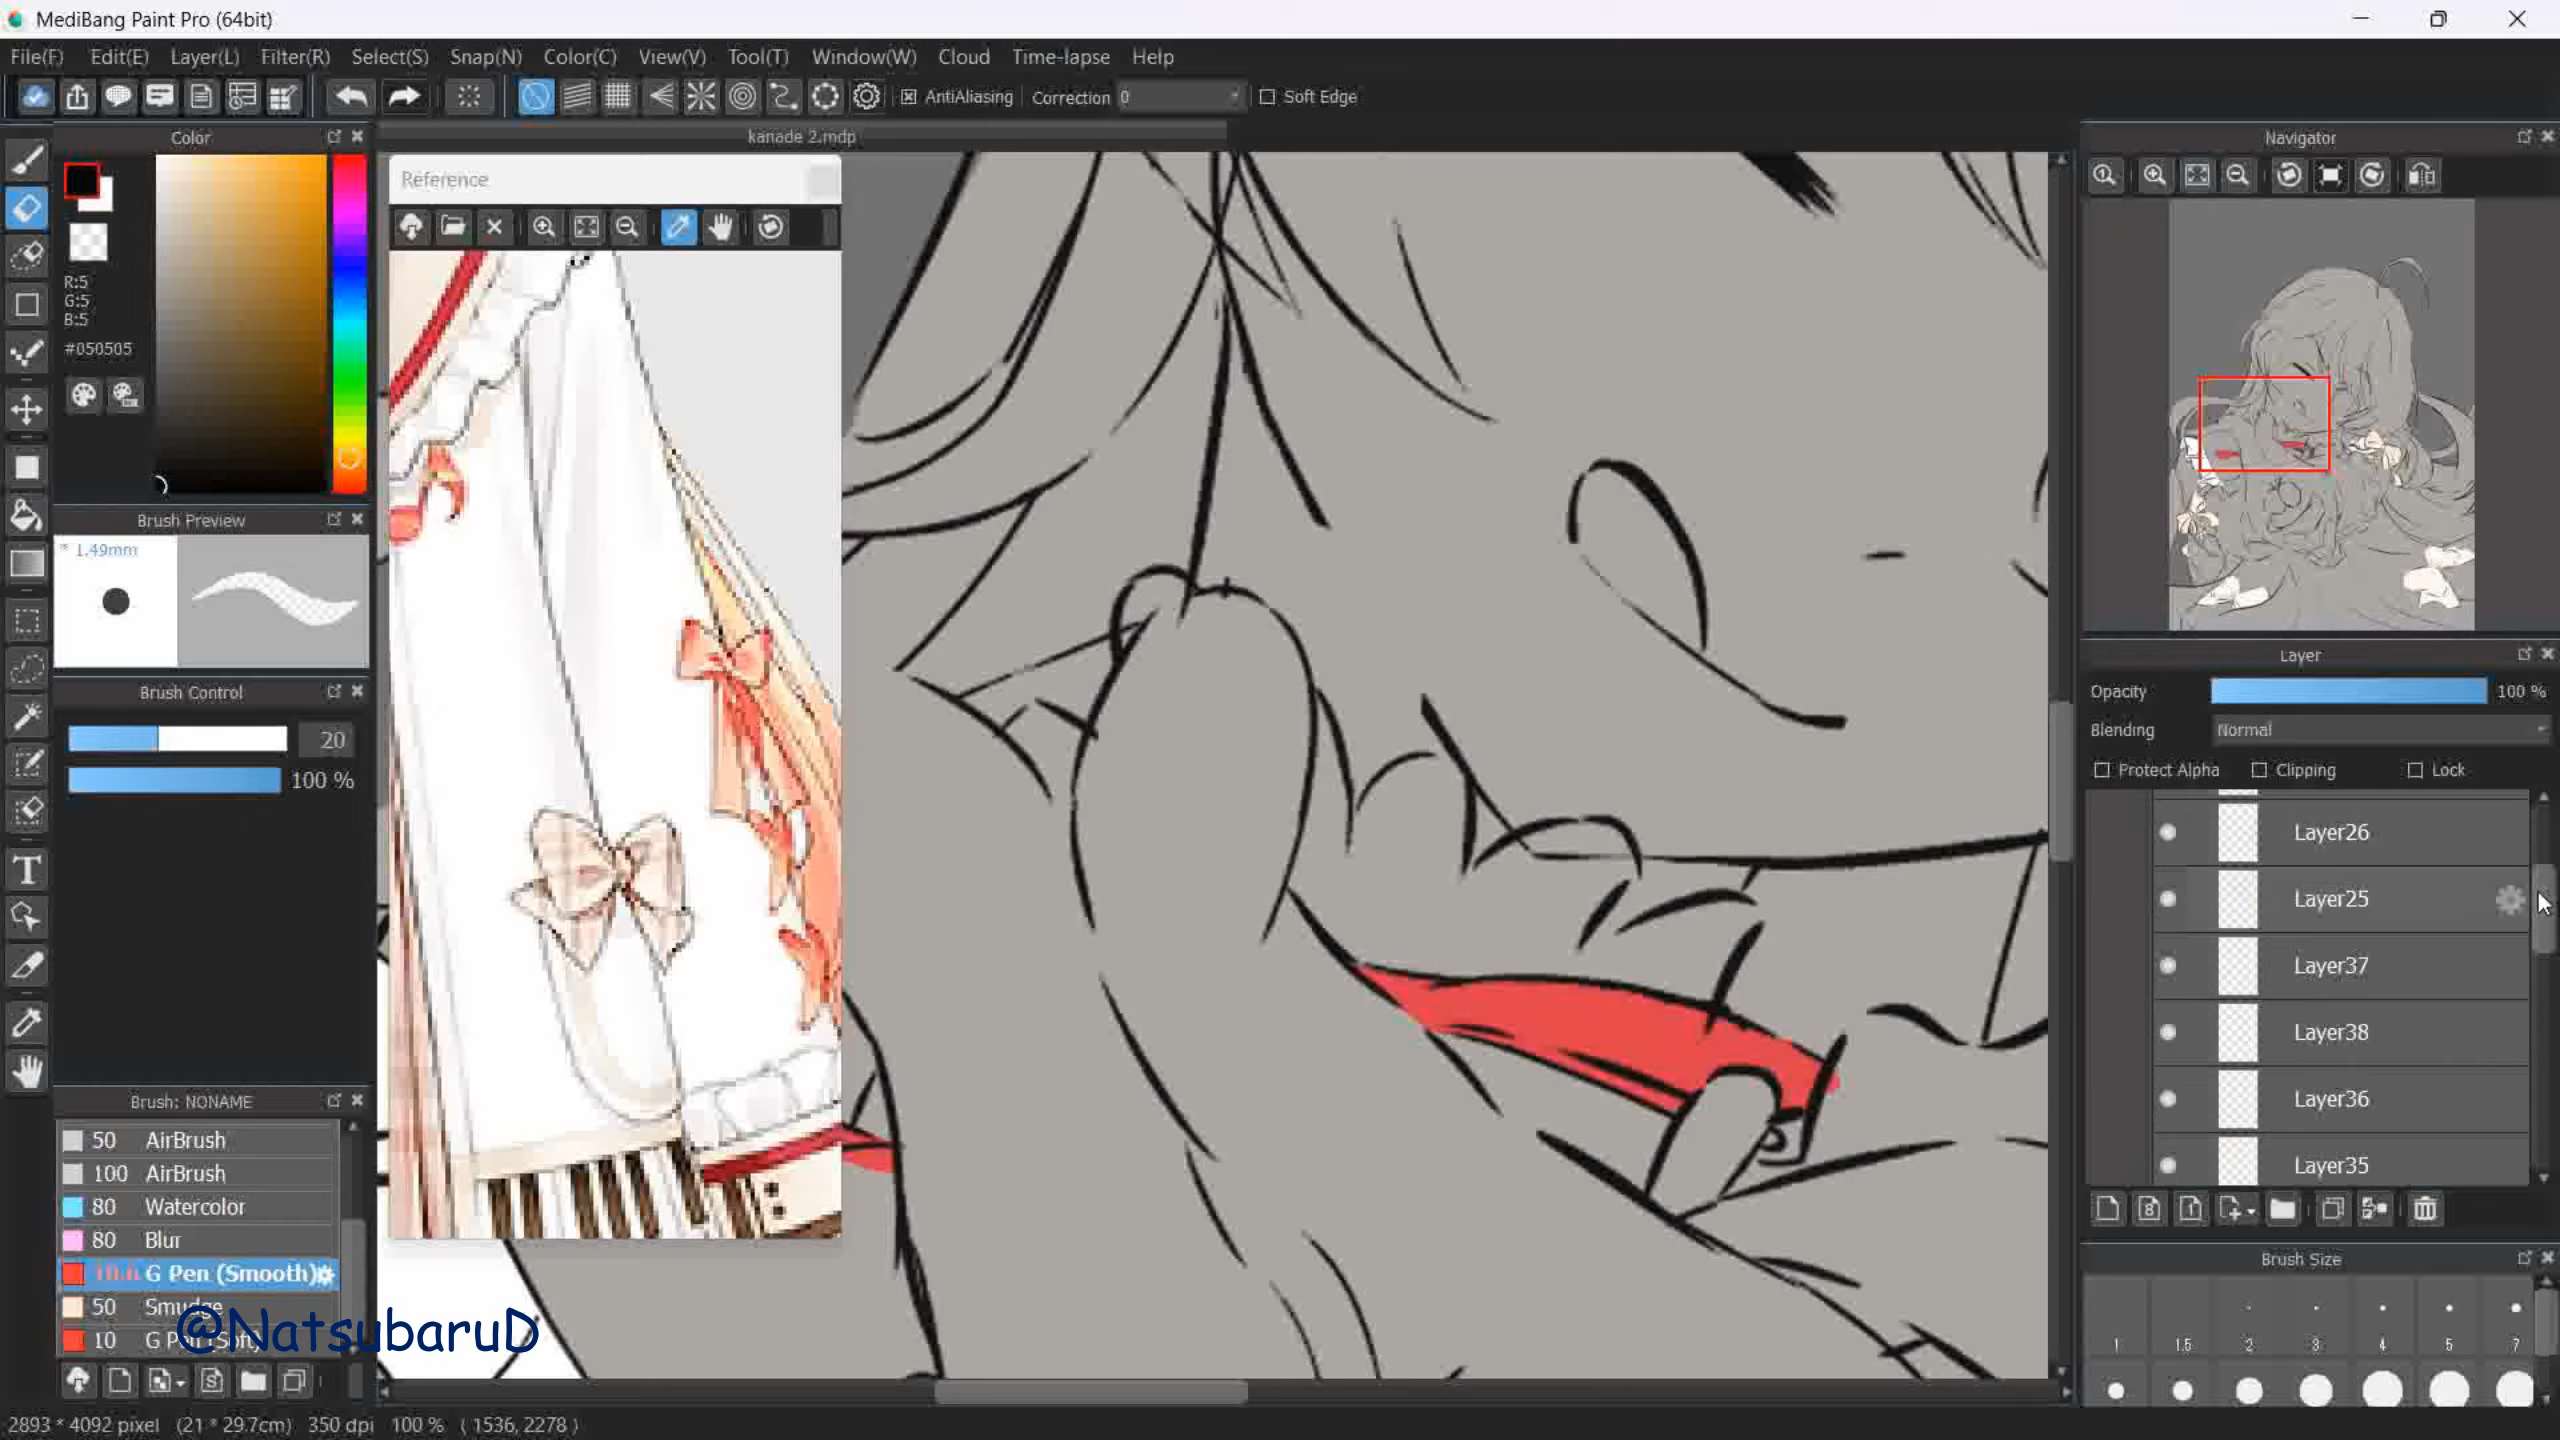 MediBang Paint Pro (64bit)
File(F) Edit(E) Layer(L) Filter(R) Select(S) Snap(N) Color(C) View(V) Tool(T) Window(W) Cloud Time-lapse Help
AntiAliasing Correction 0 Soft Edge
Color
kanade 2.mdp
Navigator
Reference
R:5
G:5
B:5
#050505
Brush Preview
* 1.49mm
Brush Control
20
100 %
Layer
Opacity 100 %
Blending Normal
Protect Alpha Clipping Lock
Layer26
Layer25
Layer37
Layer38
Layer36
Layer35
Brush: NONAME
50 AirBrush
100 AirBrush
80 Watercolor
80 Blur
G Pen (Smooth)
50 Smudge
10 G Pen (Soft)
@NatsubaruD
Brush Size
1 1.5 2 3 4 5 7
2893 * 4092 pixel (21 * 29.7cm) 350 dpi 100 % ( 1536, 2278 )